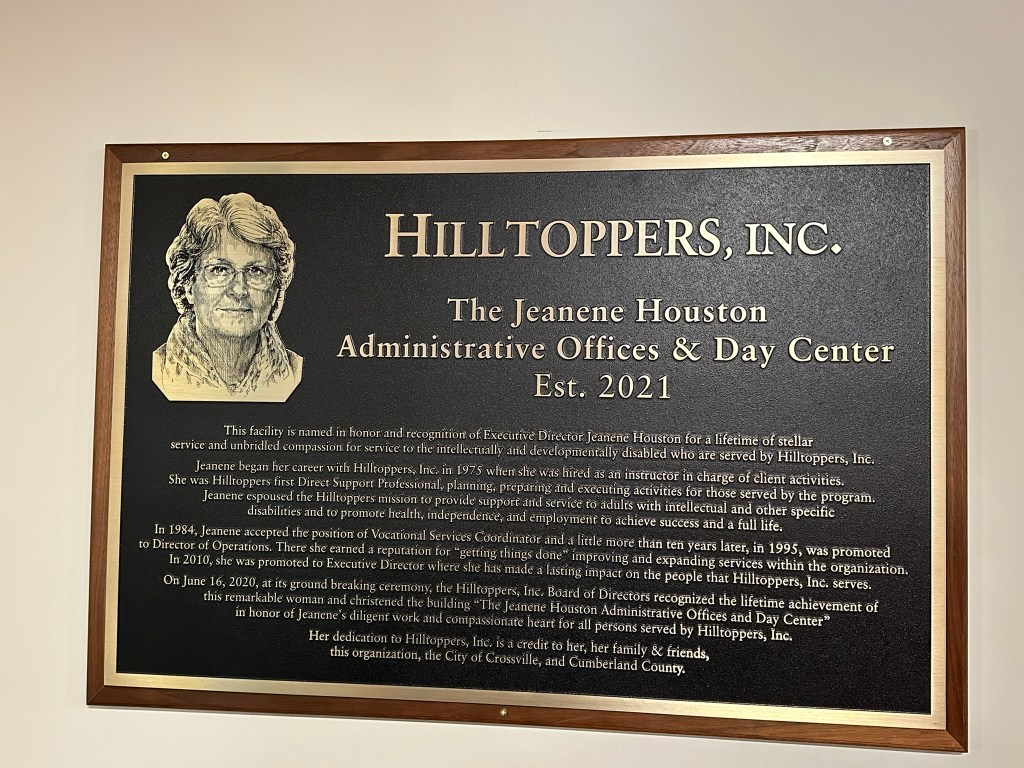 HILLTOPPERS, INC.
The Jeanene Houston
Administrative Offices & Day Center
Est. 2021
This facility is named in honor and recognition of Executive Director Jeanene Houston for a lifetime of stellar
service and unbridled compassion for service to the intellectually and developmentally disabled who are served by Hilltoppers, Inc.
Jeanene began her career with Hilltoppers, Inc. in 1975 when she was hired as an instructor in charge of client activities.
She was Hilltoppers first Direct Support Professional, planning, preparing and executing activities for those served by the program.
Jeanene espoused the Hilltoppers mission to provide support and service to adults with intellectual and other specific
disabilities and to promote health, independence, and employment to achieve success and a full life.
In 1984, Jeanene accepted the position of Vocational Services Coordinator and a little more than ten years later, in 1995, was promoted
to Director of Operations. There she earned a reputation for “getting things done” improving and expanding services within the organization.
In 2010, she was promoted to Executive Director where she has made a lasting impact on the people that Hilltoppers, Inc. serves.
On June 16, 2020, at its ground breaking ceremony, the Hilltoppers, Inc. Board of Directors recognized the lifetime achievement of
this remarkable woman and christened the building “The Jeanene Houston Administrative Offices and Day Center”
in honor of Jeanene’s diligent work and compassionate heart for all persons served by Hilltoppers, Inc.
Her dedication to Hilltoppers, Inc. is a credit to her, her family & friends,
this organization, the City of Crossville, and Cumberland County.